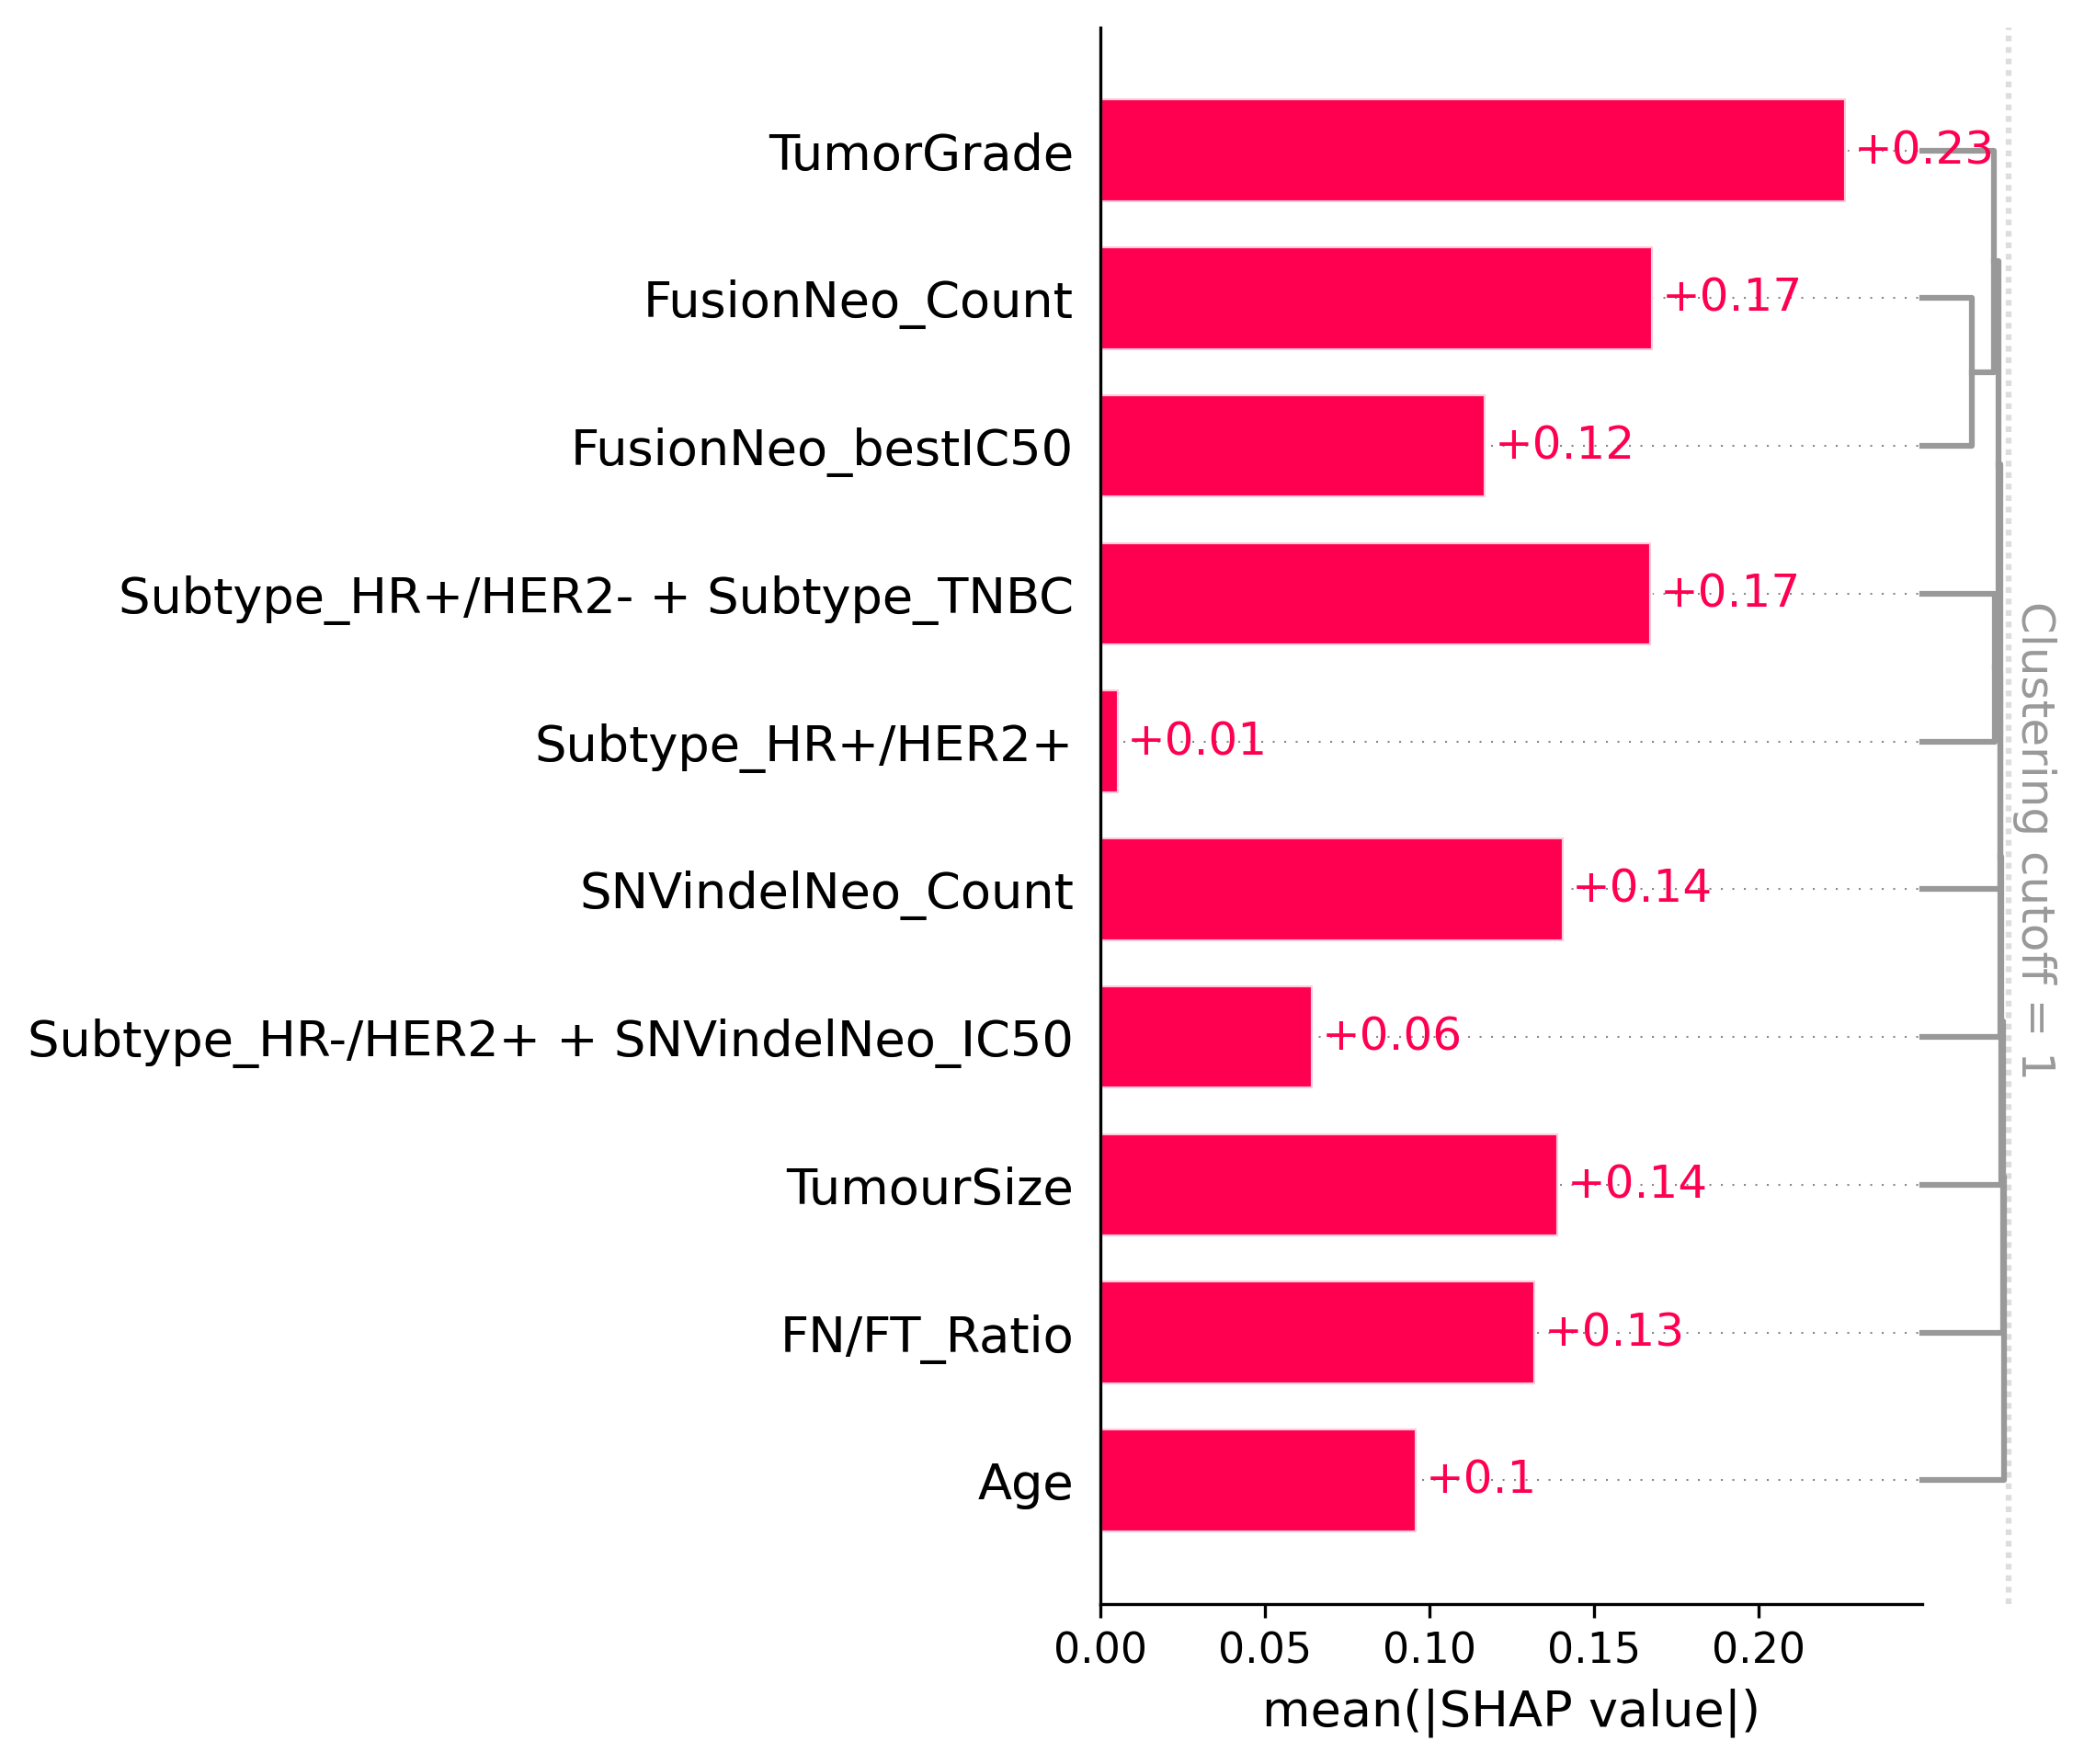 TumorGrade
+0.23
FusionNeo_Count
+0.17
FusionNeo_bestIC50
+0.12
Subtype_HR+/HER2- + Subtype_TNBC
+0.17
Subtype_HR+/HER2+
+0.01
SNVindelNeo_Count
+0.14
Subtype_HR-/HER2+ + SNVindelNeo_IC50
+0.06
TumourSize
+0.14
FN/FT_Ratio
+0.13
Age
+0.1
Clustering cutoff = 1
0.00 0.05 0.10 0.15 0.20
mean(|SHAP value|)